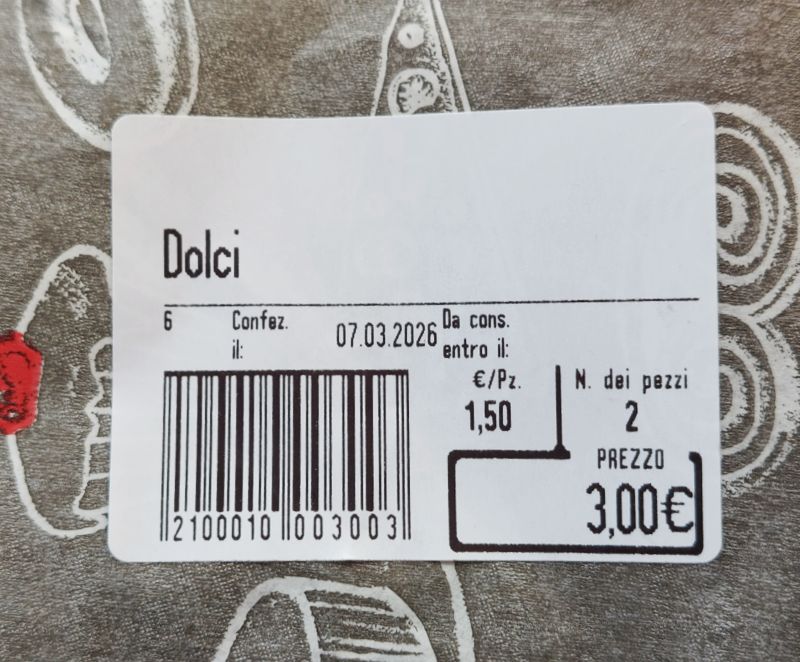 Dolci
6 Confez. il: 07.03.2026 Da cons. entro il:
€/Pz. N. dei pezzi
1,50 2
PREZZO
3,00€
2100010 003003